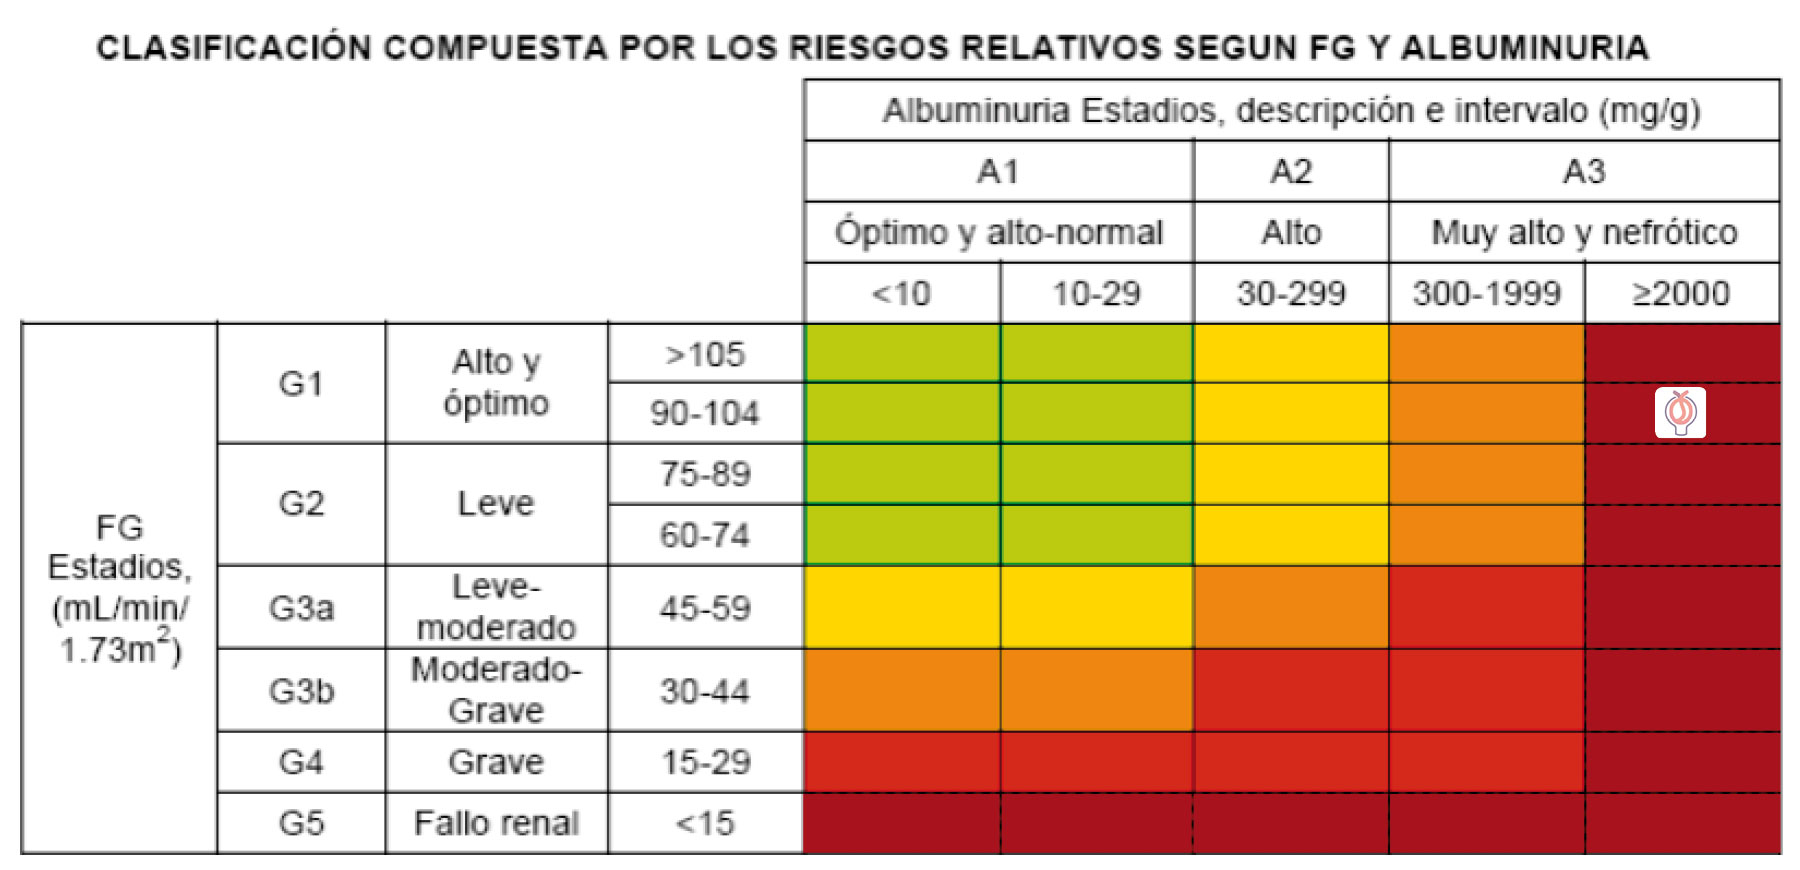 CLASIFICACIÓN COMPUESTA POR LOS RIESGOS RELATIVOS SEGUN FG Y ALBUMINURIA
Albuminuria Estadios, descripción e intervalo (mg/g)
A1 A2 A3
Óptimo y alto-normal Alto Muy alto y nefrótico
<10 10-29 30-299 300-1999 ≥2000
FG
Estadios,
(mL/min/
1.73m²)
G1
Alto y
óptimo
>105
90-104
G2
Leve
75-89
60-74
G3a
Leve-
moderado
45-59
G3b
Moderado-
Grave
30-44
G4 Grave 15-29
G5 Fallo renal <15